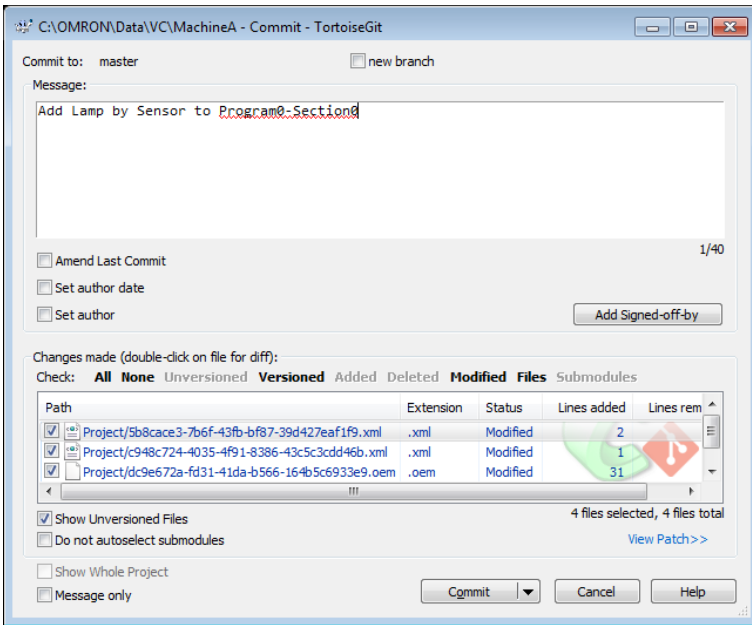 C:\OMRON\Data\VC\MachineA - Commit - TortoiseGit
Commit to: master new branch
Message:
Add Lamp by Sensor to Program0-Section0
1/40
Amend Last Commit
Set author date
Set author Add Signed-off-by
Changes made (double-click on file for diff):
Check: All None Unversioned Versioned Added Deleted Modified Files Submodules
Path Extension Status Lines added Lines rem
Project/5b8cace3-7b6f-43fb-bf87-39d427eaf1f9.xml .xml Modified 2
Project/c948c724-4035-4f91-8386-43c5c3cdd46b.xml .xml Modified 1
Project/dc9e672a-fd31-41da-b566-164b5c6933e9.oem .oem Modified 31
Show Unversioned Files 4 files selected, 4 files total
Do not autoselect submodules View Patch>>
Show Whole Project
Message only Commit Cancel Help